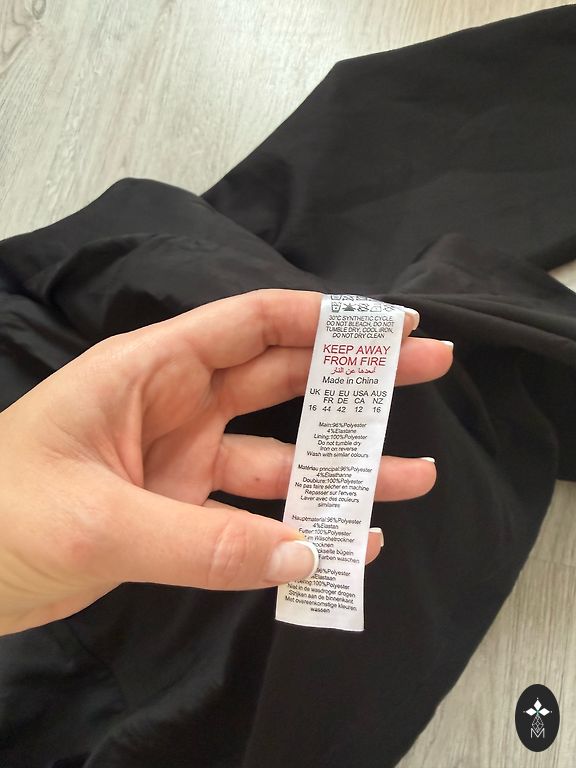 30°C SYNTHETIC CYCLE,
DO NOT BLEACH, DO NOT
TUMBLE DRY, COOL IRON,
DO NOT DRY CLEAN
KEEP AWAY
FROM FIRE
أبعدها عن النار
Made in China
UK EU EU USA AUS
FR DE CA NZ
16 44 42 12 16
Main:96%Polyester
4%Elastane
Lining:100%Polyester
Do not tumble dry
Iron on reverse
Wash with similar colours
Matériau principal:96%Polyester
4%Élasthanne
Doublure:100%Polyester
Ne pas faire sécher en machine
Repasser sur l'envers
Laver avec des couleurs
similaires
Hauptmaterial:96%Polyester
4%Elastan
Futter:100%Polyester
im Wäschetrockner
bügeln
Farben waschen
96%Polyester
100%Polyester
Niet in de wasdroger drogen
Strijken aan de binnenkant
Met overeenkomstige kleuren
wassen
M